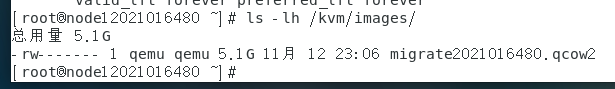 valid_lft forever preferred_lft forever
[root@node12021016480 ~]# ls -lh /kvm/images/
总用量 5.1G
-rw------- 1 qemu qemu 5.1G 11月 12 23:06 migrate2021016480.qcow2
[root@node12021016480 ~]#